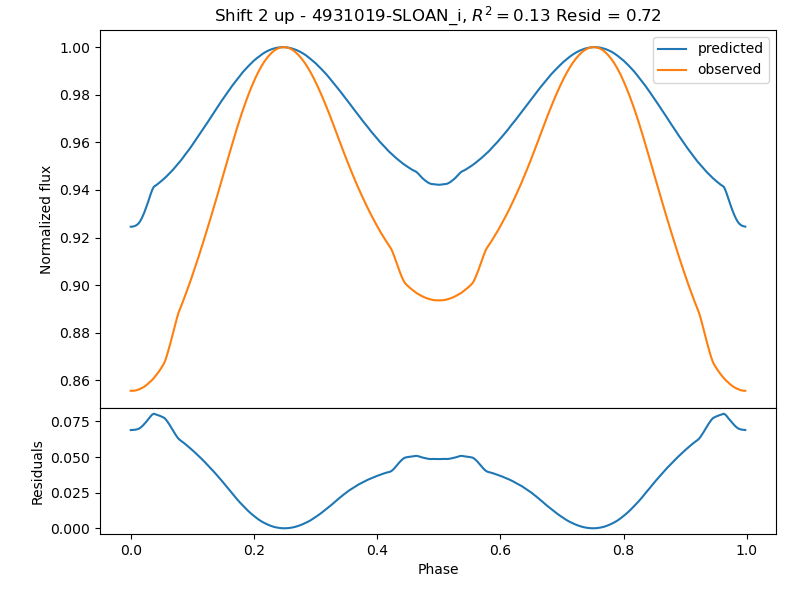 Shift 2 up - 4931019-SLOAN_i, R² = 0.13 Resid = 0.72
predicted
observed
Normalized flux
1.00
0.98
0.96
0.94
0.92
0.90
0.88
0.86
Residuals
0.075
0.050
0.025
0.000
0.0 0.2 0.4 0.6 0.8 1.0
Phase